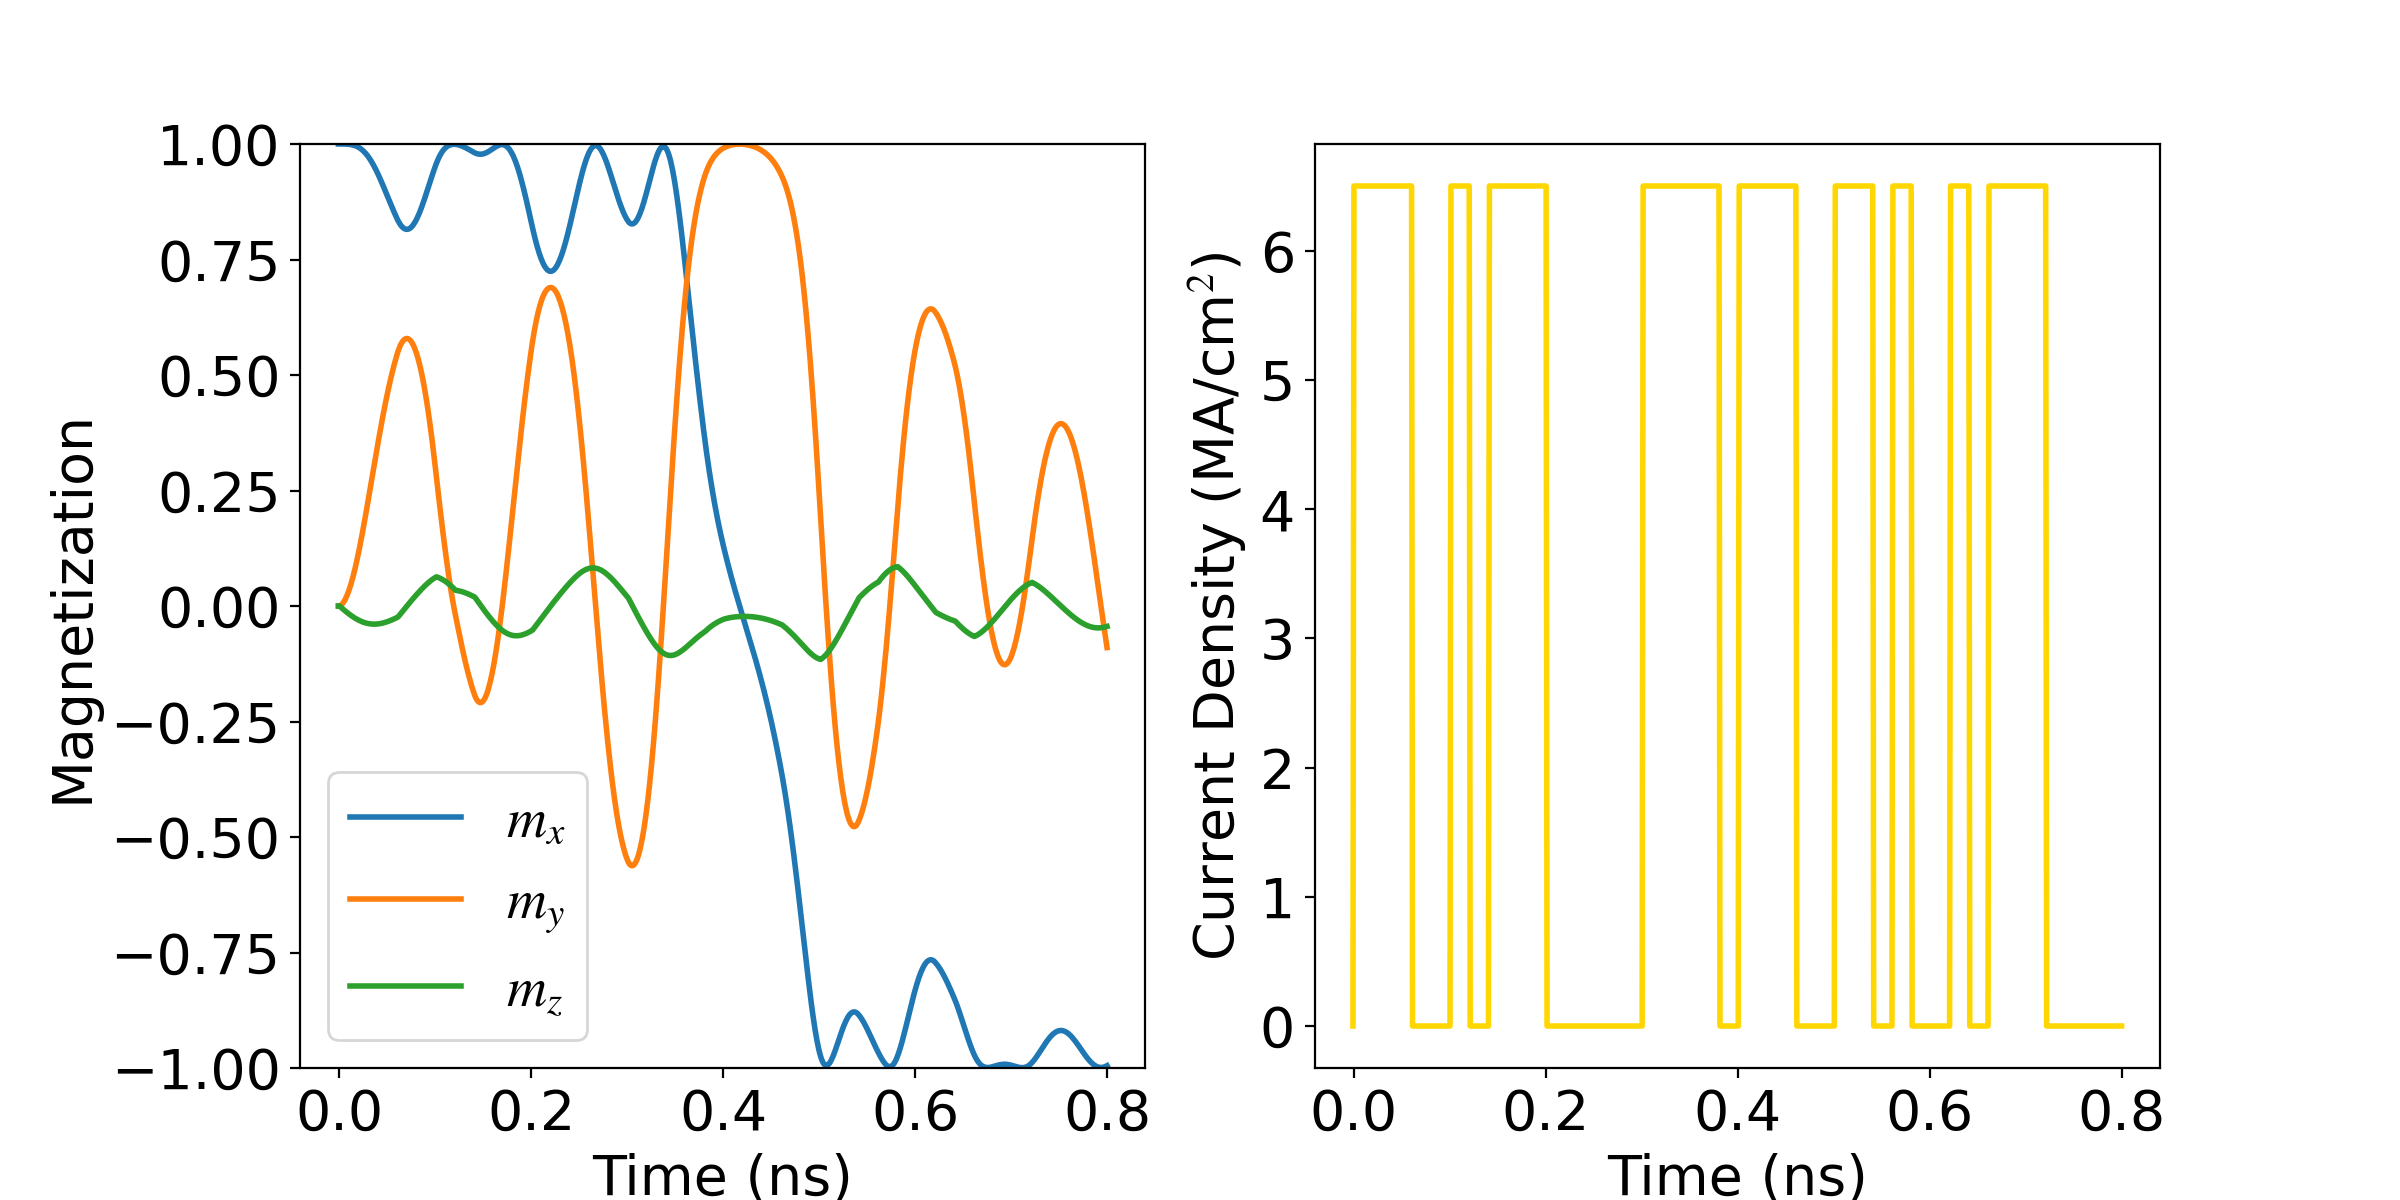 Magnetization
1.00
0.75
0.50
0.25
0.00
−0.25
−0.50
−0.75
−1.00
m_x
m_y
m_z
0.0 0.2 0.4 0.6 0.8
Time (ns)
Current Density (MA/cm²)
6
5
4
3
2
1
0
0.0 0.2 0.4 0.6 0.8
Time (ns)